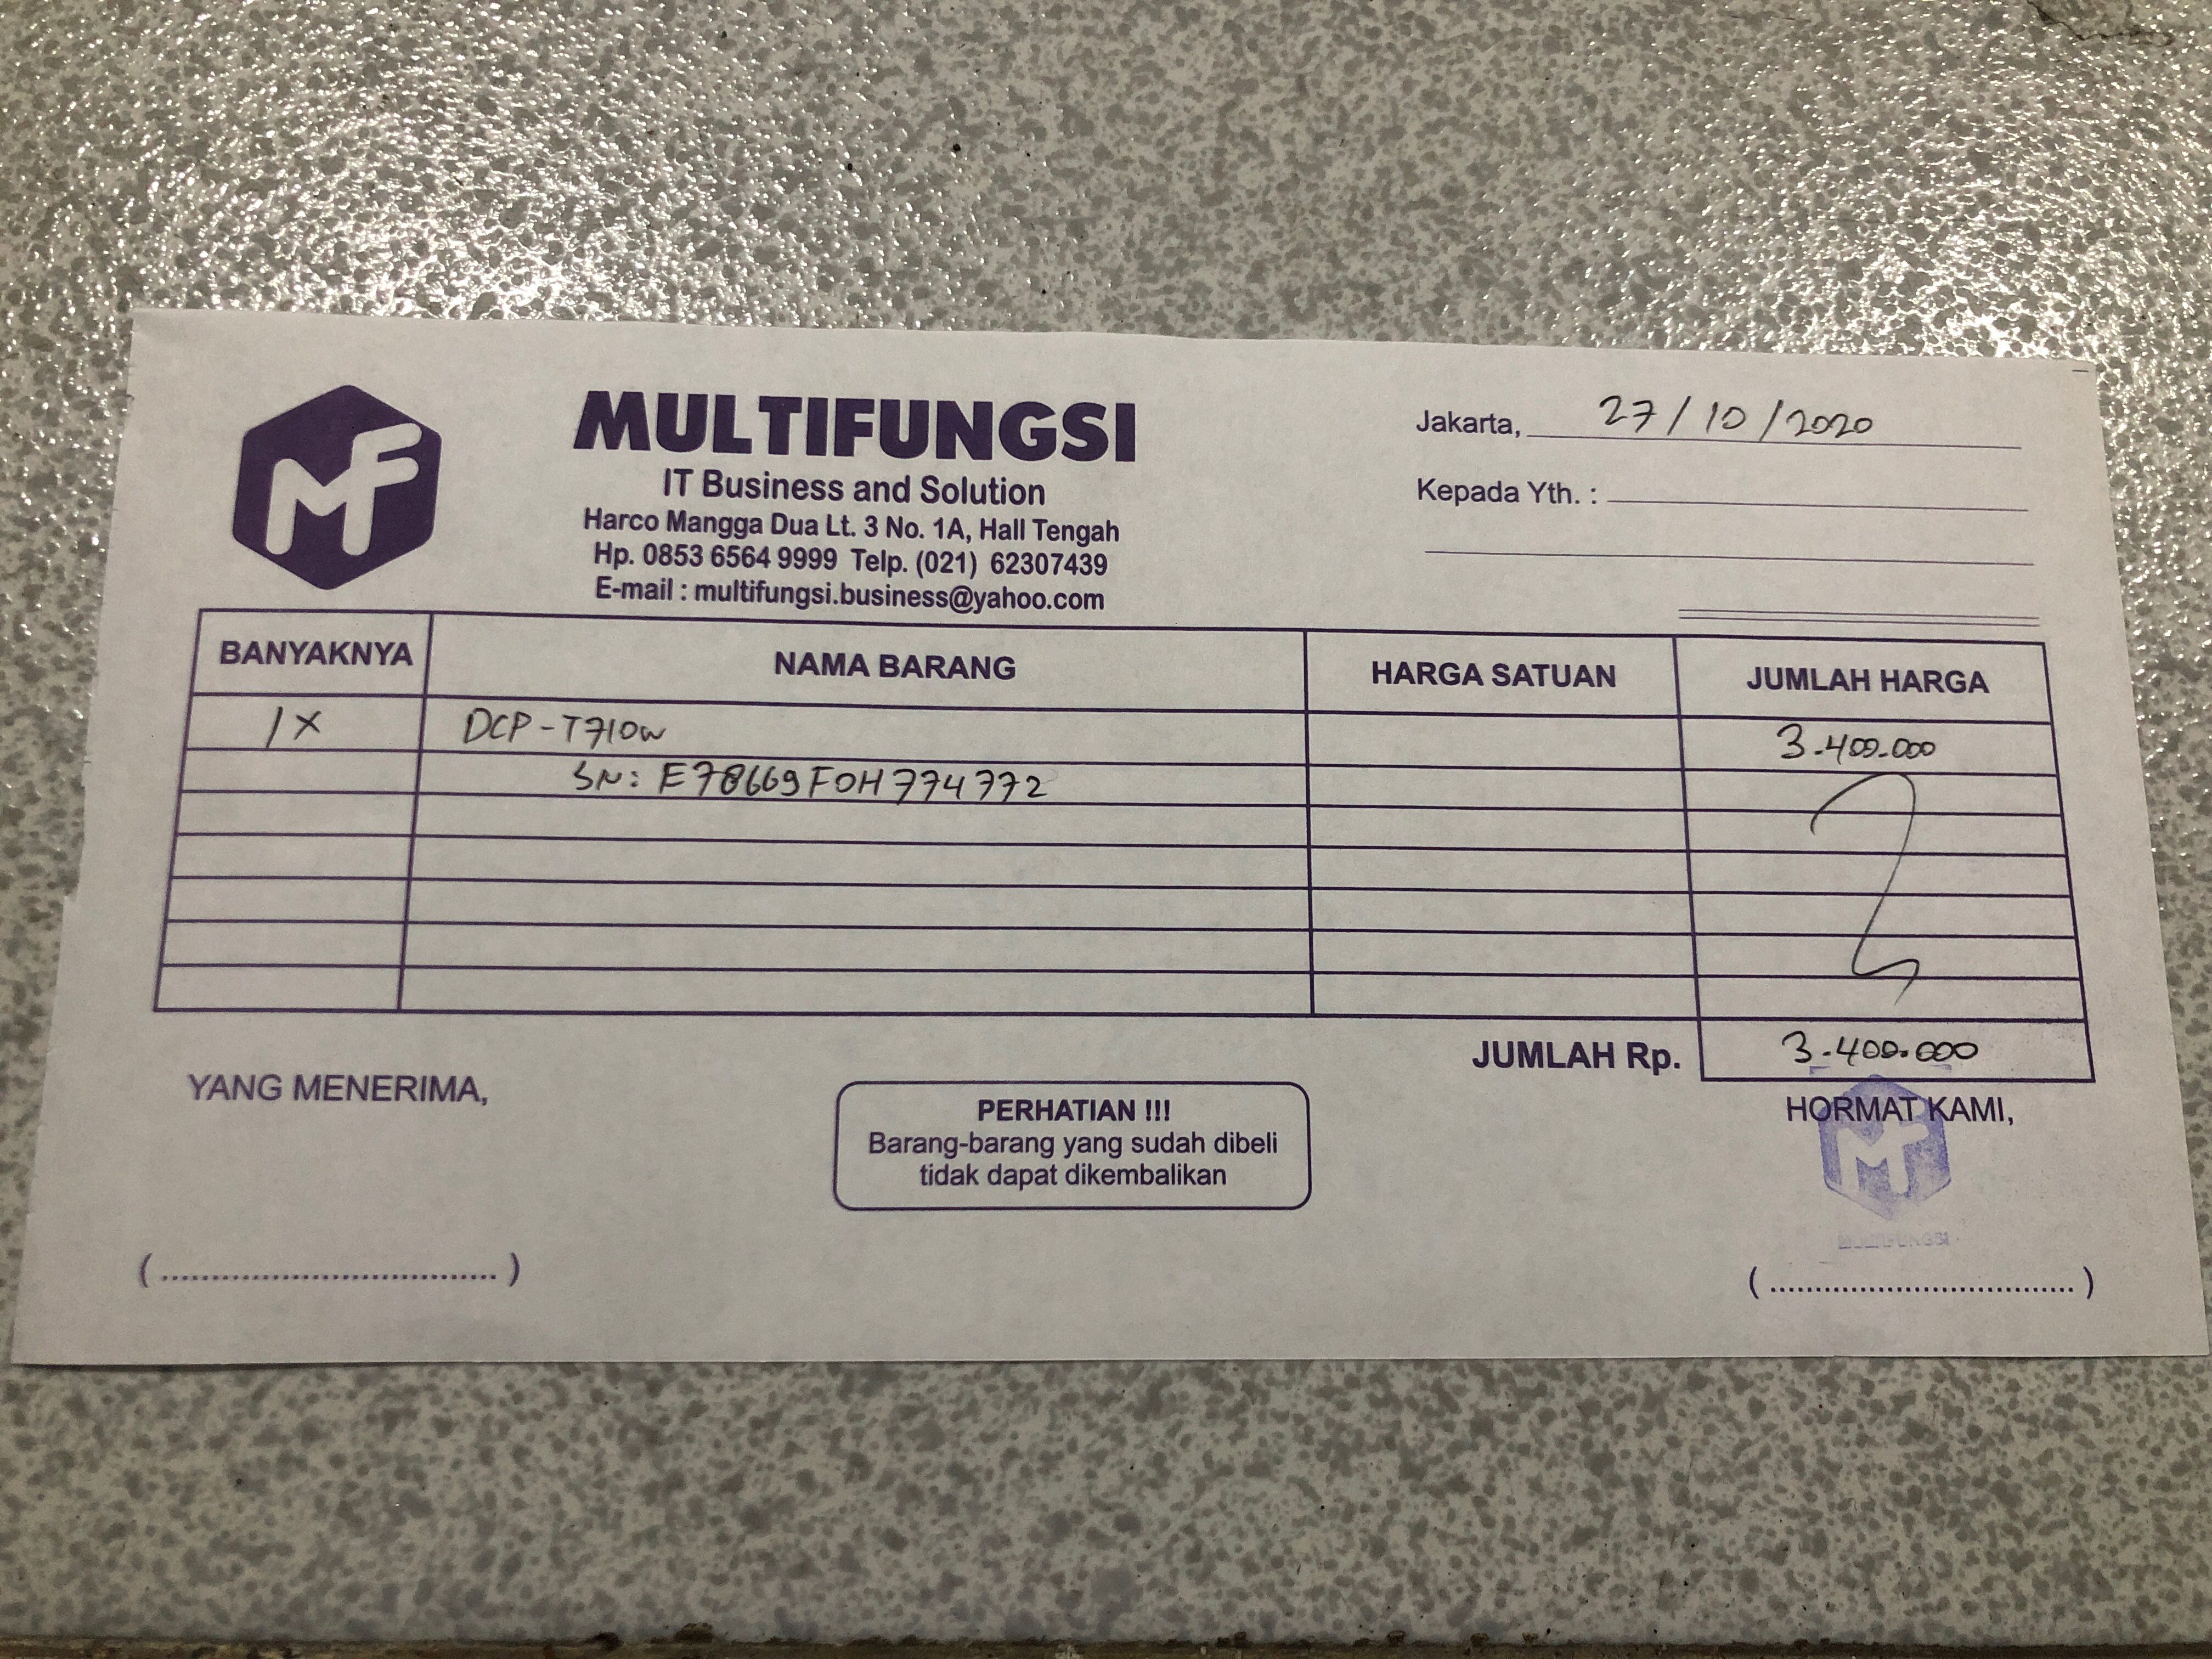 MF
MULTIFUNGSI
IT Business and Solution
Harco Mangga Dua Lt. 3 No. 1A, Hall Tengah
Hp. 0853 6564 9999 Telp. (021) 62307439
E-mail : multifungsi.business@yahoo.com
Jakarta, 27/10/2020
Kepada Yth. :
BANYAKNYA NAMA BARANG HARGA SATUAN JUMLAH HARGA
1X DCP-T710w 3.400.000
SN: E78669F0H774772
JUMLAH Rp. 3.400.000
YANG MENERIMA,
PERHATIAN !!!
Barang-barang yang sudah dibeli
tidak dapat dikembalikan
HORMAT KAMI,
MF
MULTIFUNGSI
(....................................)
(....................................)